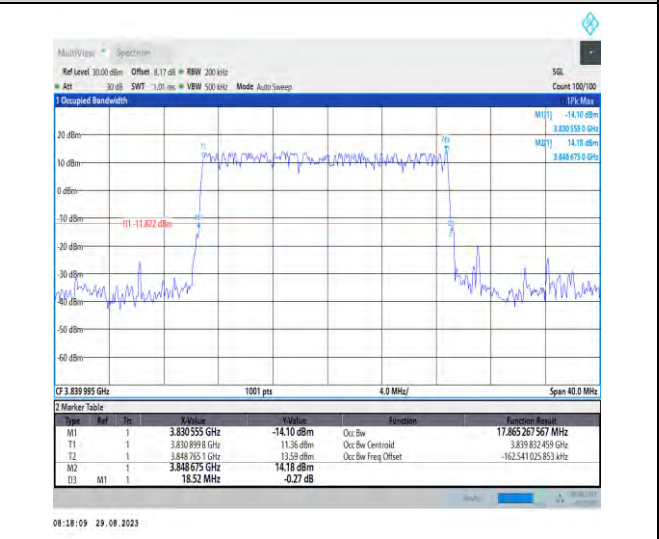 MultiView Spectrum
Ref Level 30.00 dBm Offset 8.17 dB RBW 200 kHz SGL
Att 30 dB SWT 1.01 ms VBW 500 kHz Mode Auto Sweep Count 100/100
1 Occupied Bandwidth 1Pk Max
M1[1] -14.10 dBm
3.830 555 0 GHz
M2[1] 14.18 dBm
3.848 675 0 GHz
20 dBm
T1
10 dBm
0 dBm
-10 dBm
H1 -11.822 dBm
-20 dBm
-30 dBm
-40 dBm
-50 dBm
-60 dBm
CF 3.839 995 GHz 1001 pts 4.0 MHz/ Span 40.0 MHz
2 Marker Table
Type Ref Trc X-Value Y-Value Function Function Result
M1 1 3.830 555 GHz -14.10 dBm Occ Bw 17.865 267 567 MHz
T1 1 3.830 899 8 GHz 11.36 dBm Occ Bw Centroid 3.839 832 459 GHz
T2 1 3.848 765 1 GHz 13.59 dBm Occ Bw Freq Offset -162.541 025 853 kHz
M2 1 3.848 675 GHz 14.18 dBm
D3 M1 1 18.52 MHz -0.27 dB
08:18:09 29.08.2023